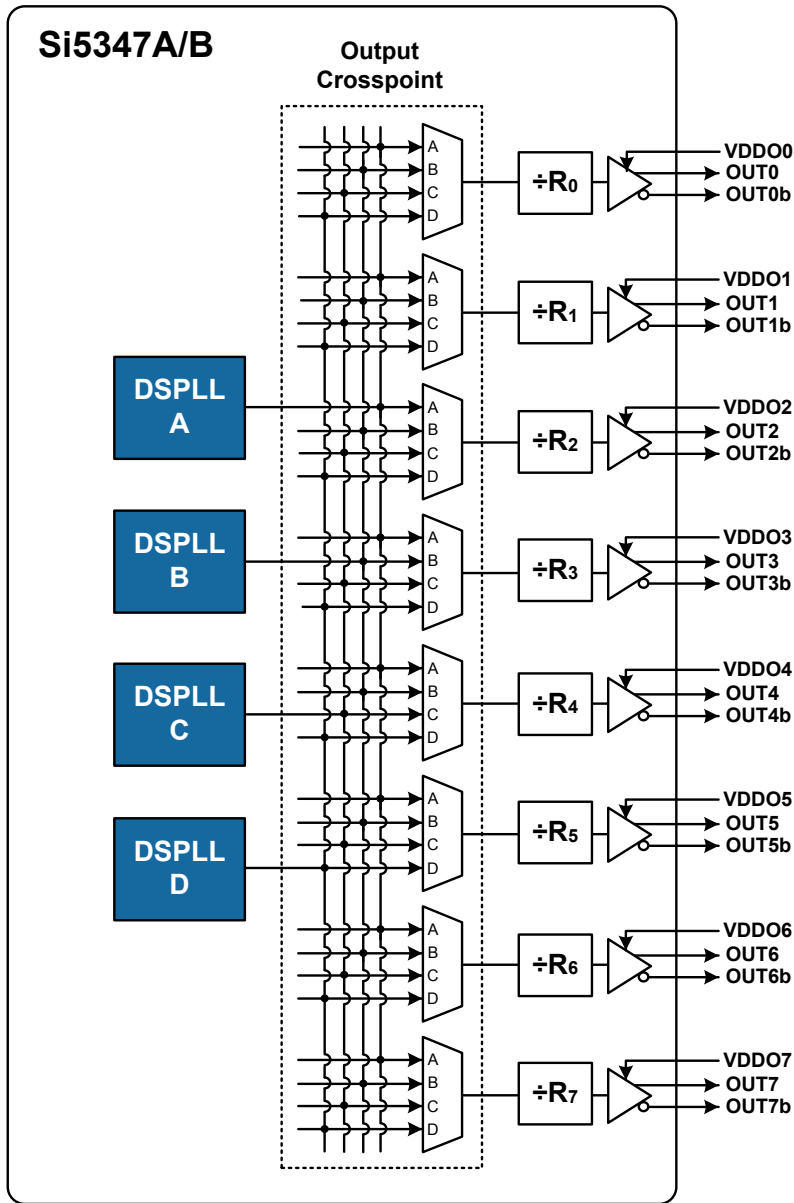 Si5347A/B
Output
Crosspoint
A
B
C
D
÷R0
VDDO0
OUT0
OUT0b
A
B
C
D
÷R1
VDDO1
OUT1
OUT1b
DSPLL
A
A
B
C
D
÷R2
VDDO2
OUT2
OUT2b
DSPLL
B
A
B
C
D
÷R3
VDDO3
OUT3
OUT3b
DSPLL
C
A
B
C
D
÷R4
VDDO4
OUT4
OUT4b
DSPLL
D
A
B
C
D
÷R5
VDDO5
OUT5
OUT5b
A
B
C
D
÷R6
VDDO6
OUT6
OUT6b
A
B
C
D
÷R7
VDDO7
OUT7
OUT7b